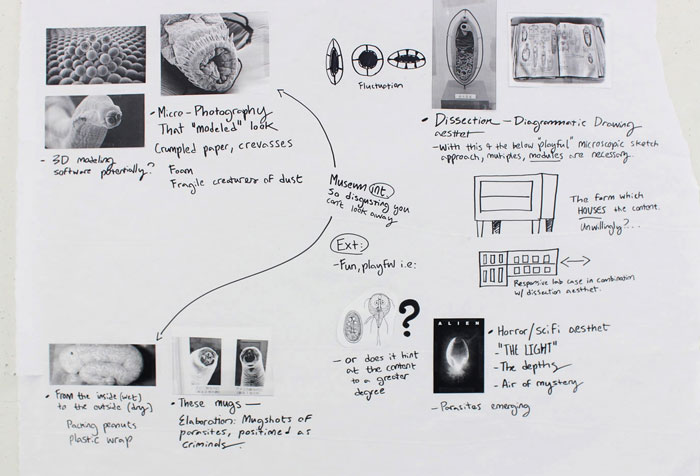 • Micro-Photography
That "modeled" look
Crumpled paper, crevasses
Foam
Fragile creatures of dust
- 3D modeling
software potentially?
Fluctuation
• Dissection - Diagrammatic Drawing
aesthet
- With this & the below "playful" microscopic sketch
approach, multiples, modules are necessary.
Museum int.
So disgusting you
can't look away
The form which
HOUSES the content.
Unwillingly?...
Ext:
- Fun, playful i.e:
Responsive lab case in combination
w/ dissection aesthet.
?
- or does it hint
at the content
to a greater
degree
ALIEN
• Horror/scifi aesthet
- "THE LIGHT"
- The depths
- Air of mystery
- Parasites emerging
• From the inside (wet)
to the outside (dry)
Packing peanuts
plastic wrap
• These mugs —
Elaboration: Mugshots of
parasites, positioned as
criminals